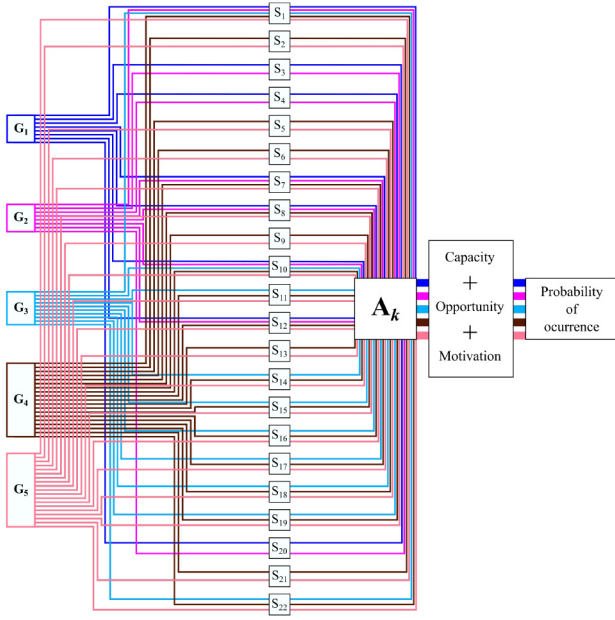 G1
G2
G3
G4
G5
S1
S2
S3
S4
S5
S6
S7
S8
S9
S10
S11
S12
S13
S14
S15
S16
S17
S18
S19
S20
S21
S22
Ak
Capacity
+
Opportunity
+
Motivation
Probability
of
ocurrence